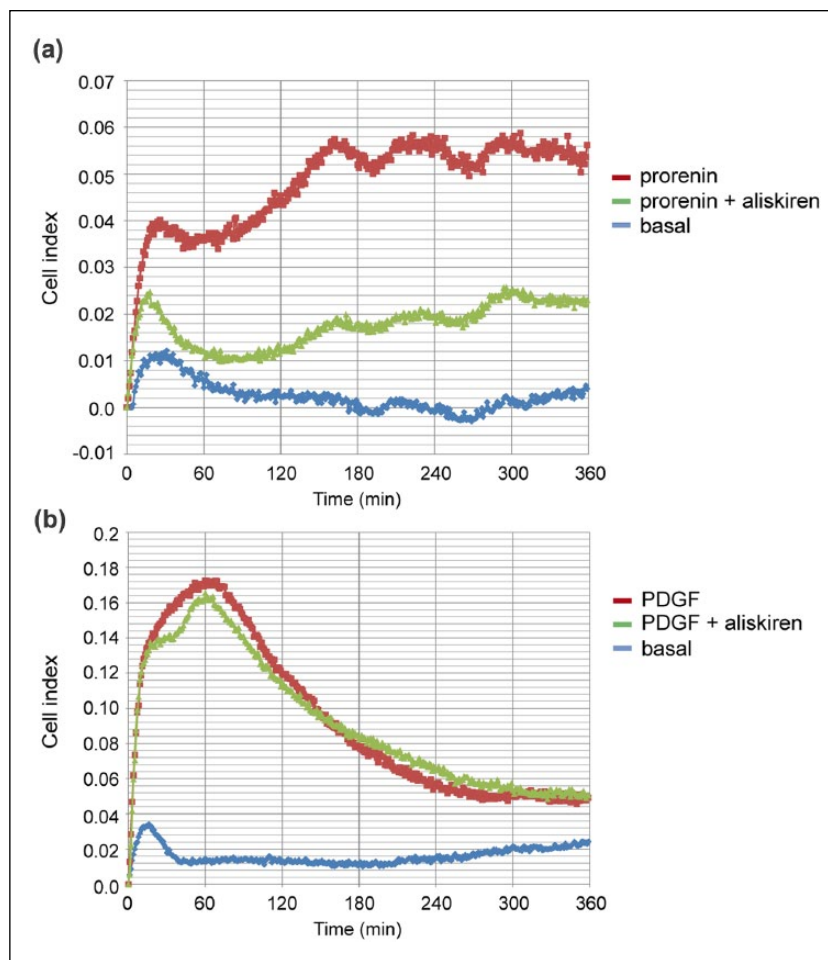 (a)
0.07
0.06
0.05
0.04
0.03
0.02
0.01
0.0
-0.01
Cell index
0 60 120 180 240 300 360
Time (min)
prorenin
prorenin + aliskiren
basal
(b)
0.2
0.18
0.16
0.14
0.12
0.10
0.08
0.06
0.04
0.02
0.0
Cell index
0 60 120 180 240 300 360
Time (min)
PDGF
PDGF + aliskiren
basal